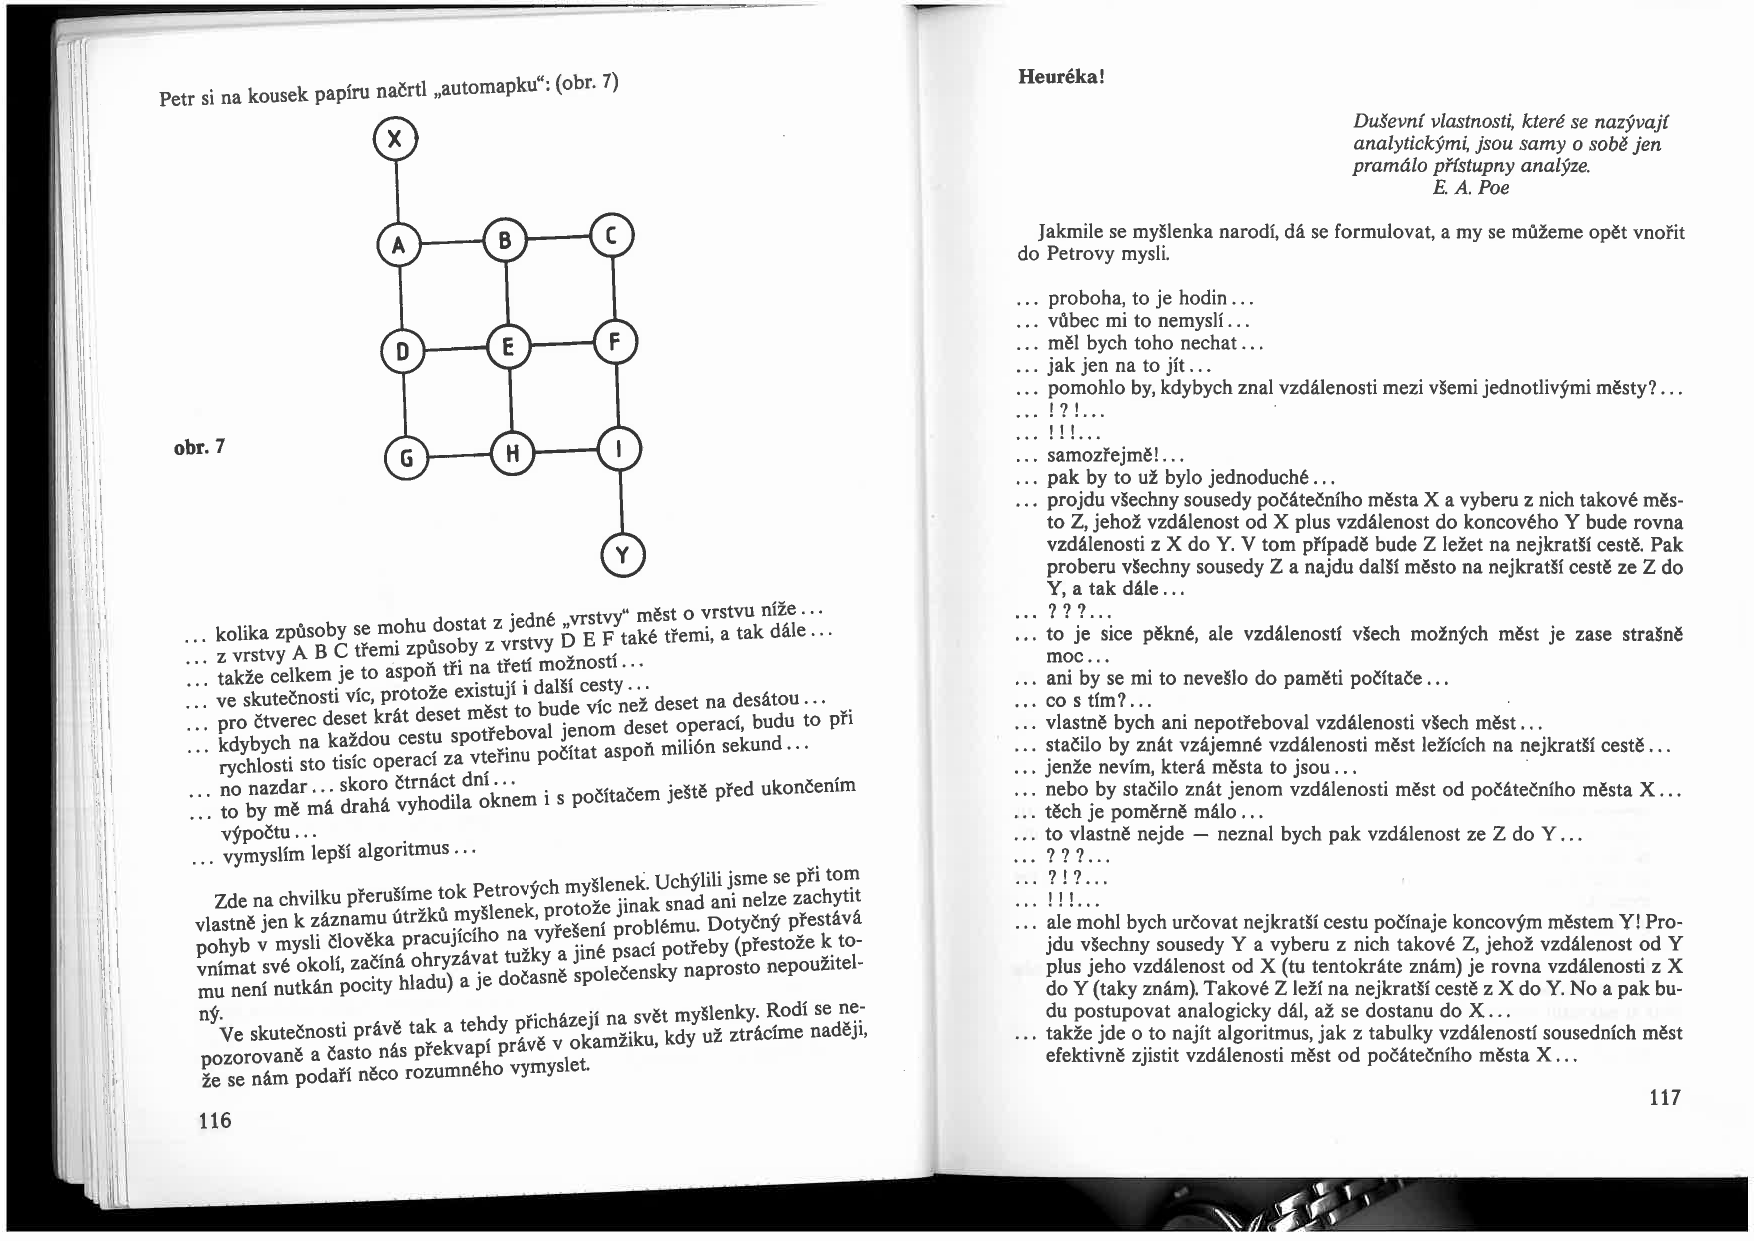 Petr si na kousek papíru načrtl „automapku“: (obr. 7)
X
A B C
D E F
G H I
obr. 7
Y
... kolika způsoby se mohu dostat z jedné „vrstvy“ měst o vrstvu níže ...
... z vrstvy A B C třemi způsoby z vrstvy D E F také třemi, a tak dále ...
... takže celkem je to aspoň tři na třetí možností ...
... ve skutečnosti víc, protože existují i další cesty ...
... pro čtverec deset krát deset měst to bude víc než deset na desátou ...
... kdybych na každou cestu spotřeboval jenom deset operací, budu to při
rychlosti sto tisíc operací za vteřinu počítat aspoň milión sekund ...
... no nazdar ... skoro čtrnáct dní ...
... to by mě má drahá vyhodila oknem i s počítačem ještě před ukončením
výpočtu ...
... vymyslím lepší algoritmus ...
Zde na chvilku přerušíme tok Petrových myšlenek. Uchýlili jsme se při tom
vlastně jen k záznamu útržků myšlenek, protože jinak snad ani nelze zachytit
pohyb v mysli člověka pracujícího na vyřešení problému. Dotyčný přestává
vnímat své okolí, začíná ohryzávat tužky a jiné psací potřeby (přestože k to-
mu není nutkán pocity hladu) a je dočasně společensky naprosto nepoužitel-
ný.
Ve skutečnosti právě tak a tehdy přicházejí na svět myšlenky. Rodí se ne-
pozorovaně a často nás překvapí právě v okamžiku, kdy už ztrácíme naději,
že se nám podaří něco rozumného vymyslet.
116
Heuréka!
Duševní vlastnosti, které se nazývají
analytickými, jsou samy o sobě jen
pramálo přístupny analýze.
E. A. Poe
Jakmile se myšlenka narodí, dá se formulovat, a my se můžeme opět vnořit
do Petrovy mysli.
... proboha, to je hodin ...
... vůbec mi to nemyslí ...
... měl bych toho nechat ...
... jak jen na to jít ...
... pomohlo by, kdybych znal vzdálenosti mezi všemi jednotlivými městy? ...
... ! ? ! ...
... ! ! ! ...
... samozřejmě! ...
... pak by to už bylo jednoduché ...
... projdu všechny sousedy počátečního města X a vyberu z nich takové měs-
to Z, jehož vzdálenost od X plus vzdálenost do koncového Y bude rovna
vzdálenosti z X do Y. V tom případě bude Z ležet na nejkratší cestě. Pak
proberu všechny sousedy Z a najdu další město na nejkratší cestě ze Z do
Y, a tak dále ...
... ? ? ? ...
... to je sice pěkné, ale vzdáleností všech možných měst je zase strašně
moc ...
... ani by se mi to nevešlo do paměti počítače ...
... co s tím? ...
... vlastně bych ani nepotřeboval vzdálenosti všech měst ...
... stačilo by znát vzájemné vzdálenosti měst ležících na nejkratší cestě ...
... jenže nevím, která města to jsou ...
... nebo by stačilo znát jenom vzdálenosti měst od počátečního města X ...
... těch je poměrně málo ...
... to vlastně nejde — neznal bych pak vzdálenost ze Z do Y ...
... ? ? ? ...
... ? ! ? ...
... ! ! ! ...
... ale mohl bych určovat nejkratší cestu počínaje koncovým městem Y! Pro-
jdu všechny sousedy Y a vyberu z nich takové Z, jehož vzdálenost od Y
plus jeho vzdálenost od X (tu tentokráte znám) je rovna vzdálenosti z X
do Y (taky znám). Takové Z leží na nejkratší cestě z X do Y. No a pak bu-
du postupovat analogicky dál, až se dostanu do X ...
... takže jde o to najít algoritmus, jak z tabulky vzdáleností sousedních měst
efektivně zjistit vzdálenosti měst od počátečního města X ...
117